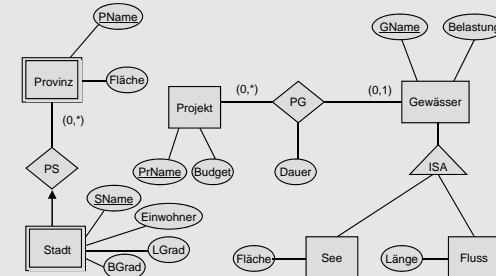 PName
Provinz
Fläche
(0,*)
PS
SName
Einwohner
LGrad
BGrad
Stadt
Projekt
(0,*)
PG
(0,1)
PrName
Budget
Dauer
GName
Belastung
Gewässer
ISA
Fläche
See
Länge
Fluss